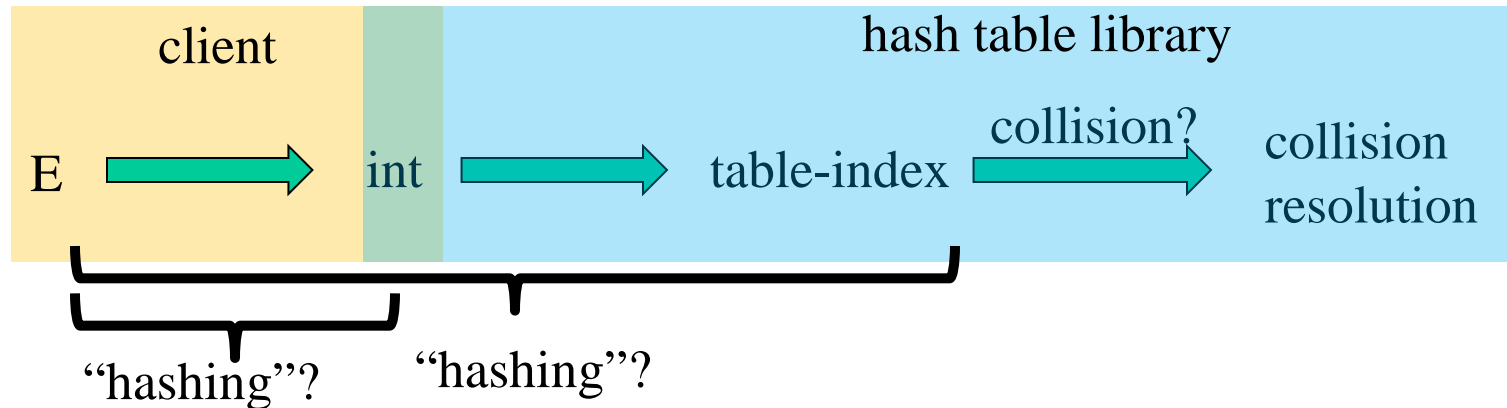 client
hash table library
E
int
table-index
collision?
collision
resolution
“hashing”?
“hashing”?